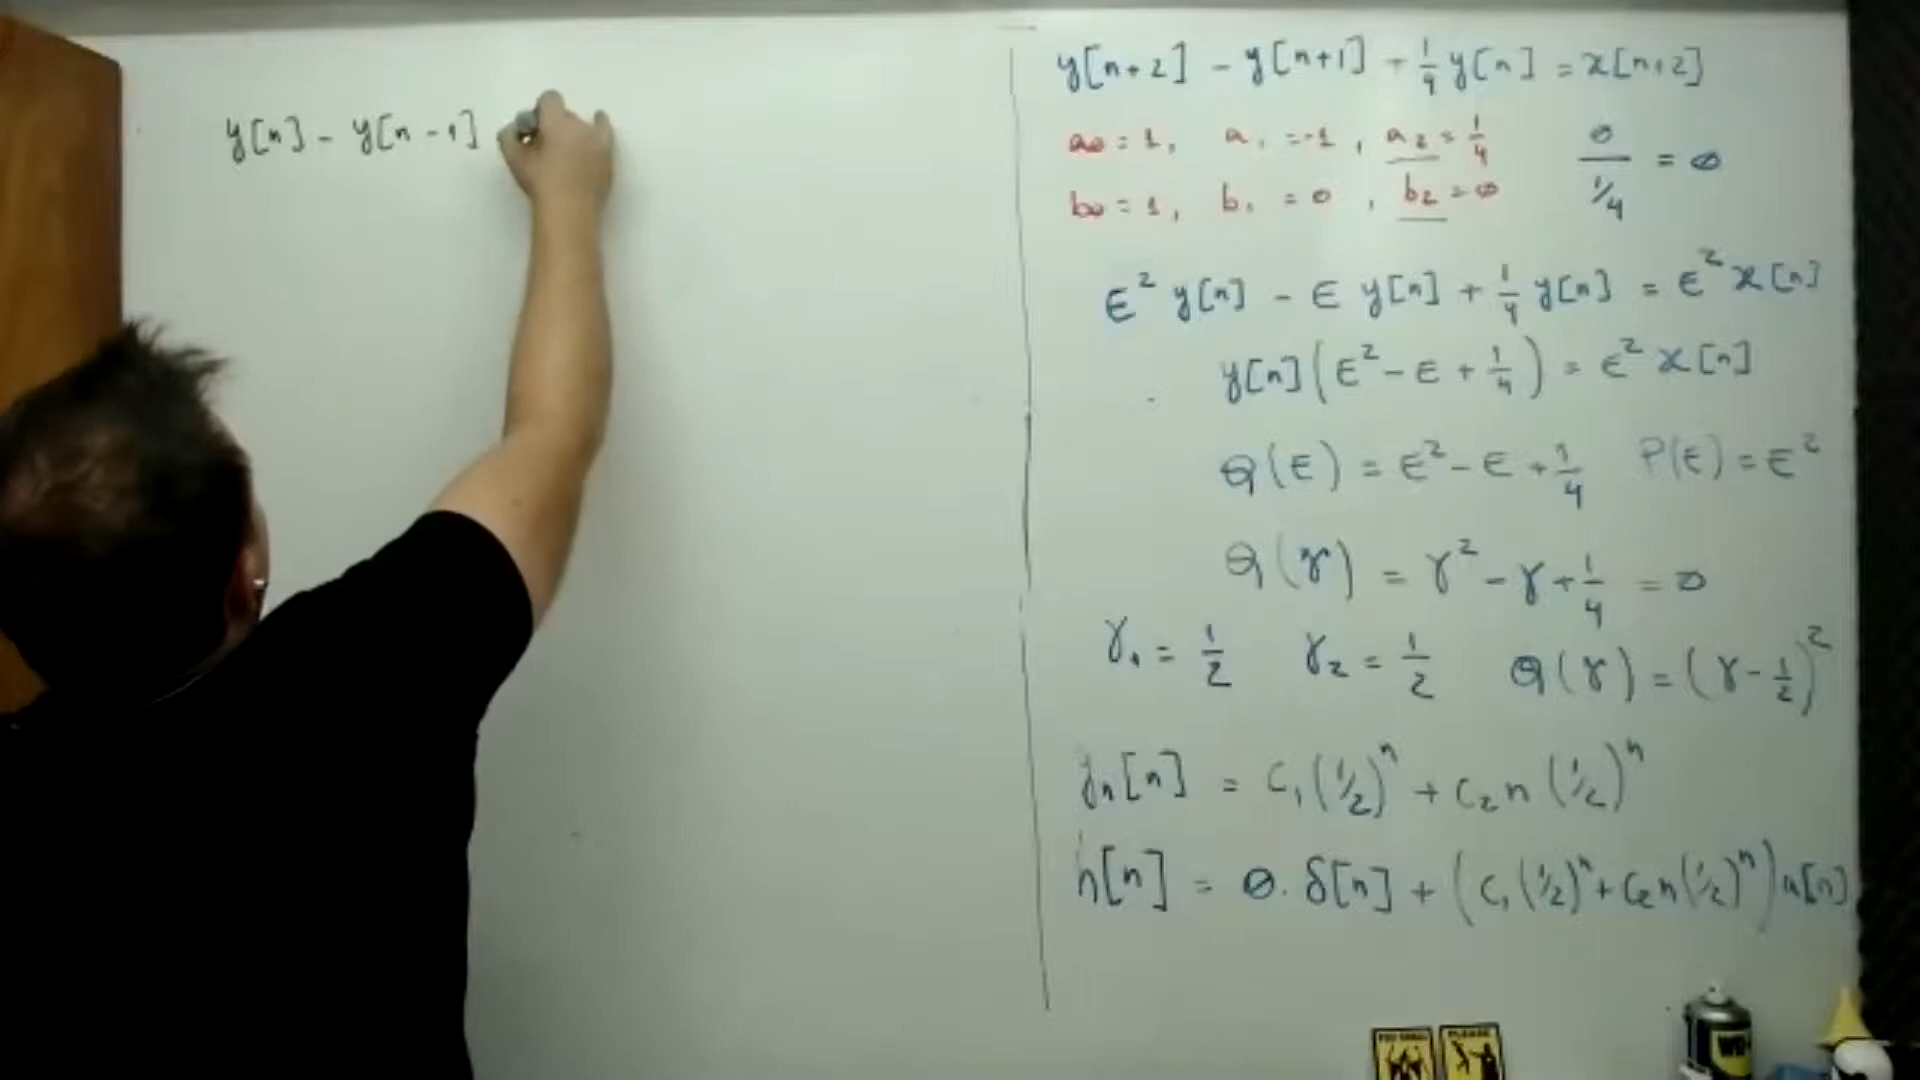 y[n] - y[n-1]
y[n+2] - y[n+1] + 1/4 y[n] = x[n+2]
a0 = 1, a1 = -1, a2 = 1/4
b0 = 1, b1 = 0, b2 = 0
0 / 1/4 = 0
E² y[n] - E y[n] + 1/4 y[n] = E² x[n]
y[n] (E² - E + 1/4) = E² x[n]
Q(E) = E² - E + 1/4 P(E) = E²
Q(γ) = γ² - γ + 1/4 = 0
γ1 = 1/2 γ2 = 1/2 Q(γ) = (γ - 1/2)²
yn[n] = C1 (1/2)^n + C2 n (1/2)^n
h[n] = 0. δ[n] + (C1 (1/2)^n + C2 n (1/2)^n) u[n]
PLEASE
WD